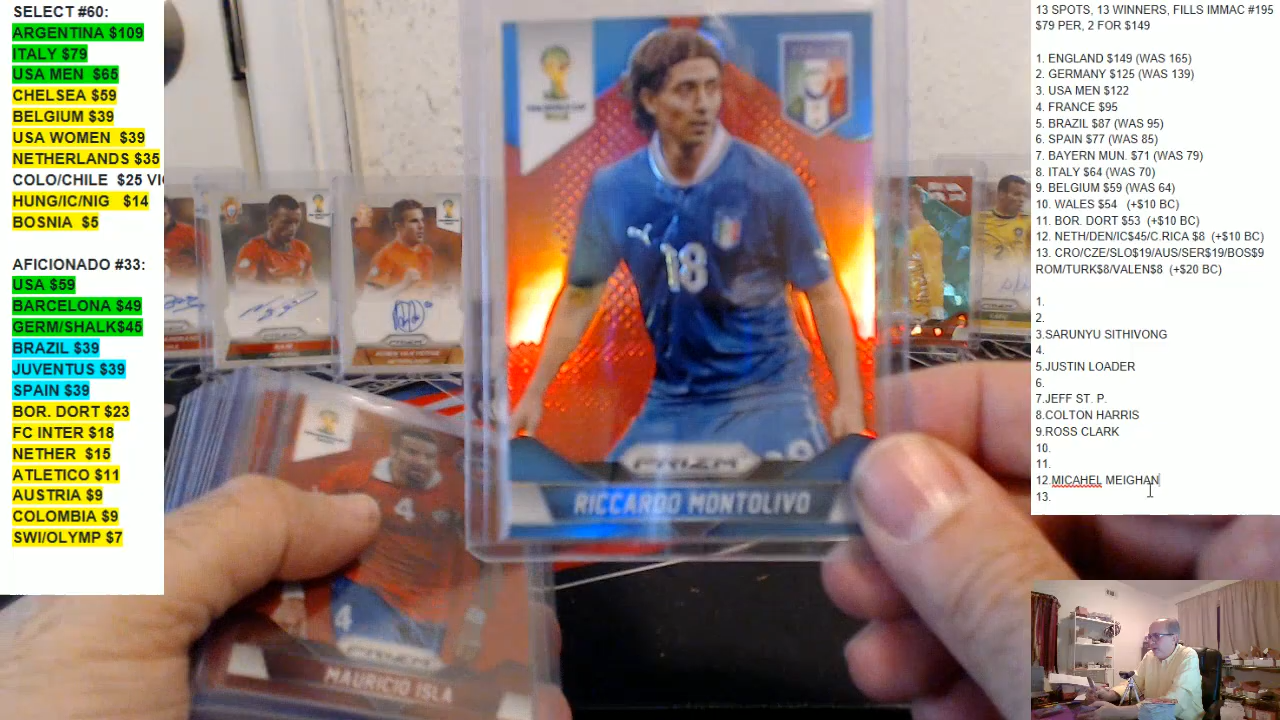 SELECT #60:
ARGENTINA $109
ITALY $79
USA MEN $65
CHELSEA $59
BELGIUM $39
USA WOMEN $39
NETHERLANDS $35
COLO/CHILE $25 VI
HUNG/IC/NIG $14
BOSNIA $5
AFICIONADO #33:
USA $59
BARCELONA $49
GERM/SHALK$45
BRAZIL $39
JUVENTUS $39
SPAIN $39
BOR. DORT $23
FC INTER $18
NETHER $15
ATLETICO $11
AUSTRIA $9
COLOMBIA $9
SWI/OLYMP $7
18
PRIZM
RICCARDO MONTOLIVO
4
4
PRIZM
MAURICIO ISLA
13 SPOTS, 13 WINNERS, FILLS IMMAC #195
$79 PER, 2 FOR $149
1. ENGLAND $149 (WAS 165)
2. GERMANY $125 (WAS 139)
3. USA MEN $122
4. FRANCE $95
5. BRAZIL $87 (WAS 95)
6. SPAIN $77 (WAS 85)
7. BAYERN MUN. $71 (WAS 79)
8. ITALY $64 (WAS 70)
9. BELGIUM $59 (WAS 64)
10. WALES $54 (+$10 BC)
11. BOR. DORT $53 (+$10 BC)
12. NETH/DEN/IC$45/C.RICA $8 (+$10 BC)
13. CRO/CZE/SLO$19/AUS/SER$19/BOS$9
ROM/TURK$8/VALEN$8 (+$20 BC)
1.
2.
3.SARUNYU SITHIVONG
4.
5.JUSTIN LOADER
6.
7.JEFF ST. P.
8.COLTON HARRIS
9.ROSS CLARK
10.
11.
12.MICAHEL MEIGHAN
13.